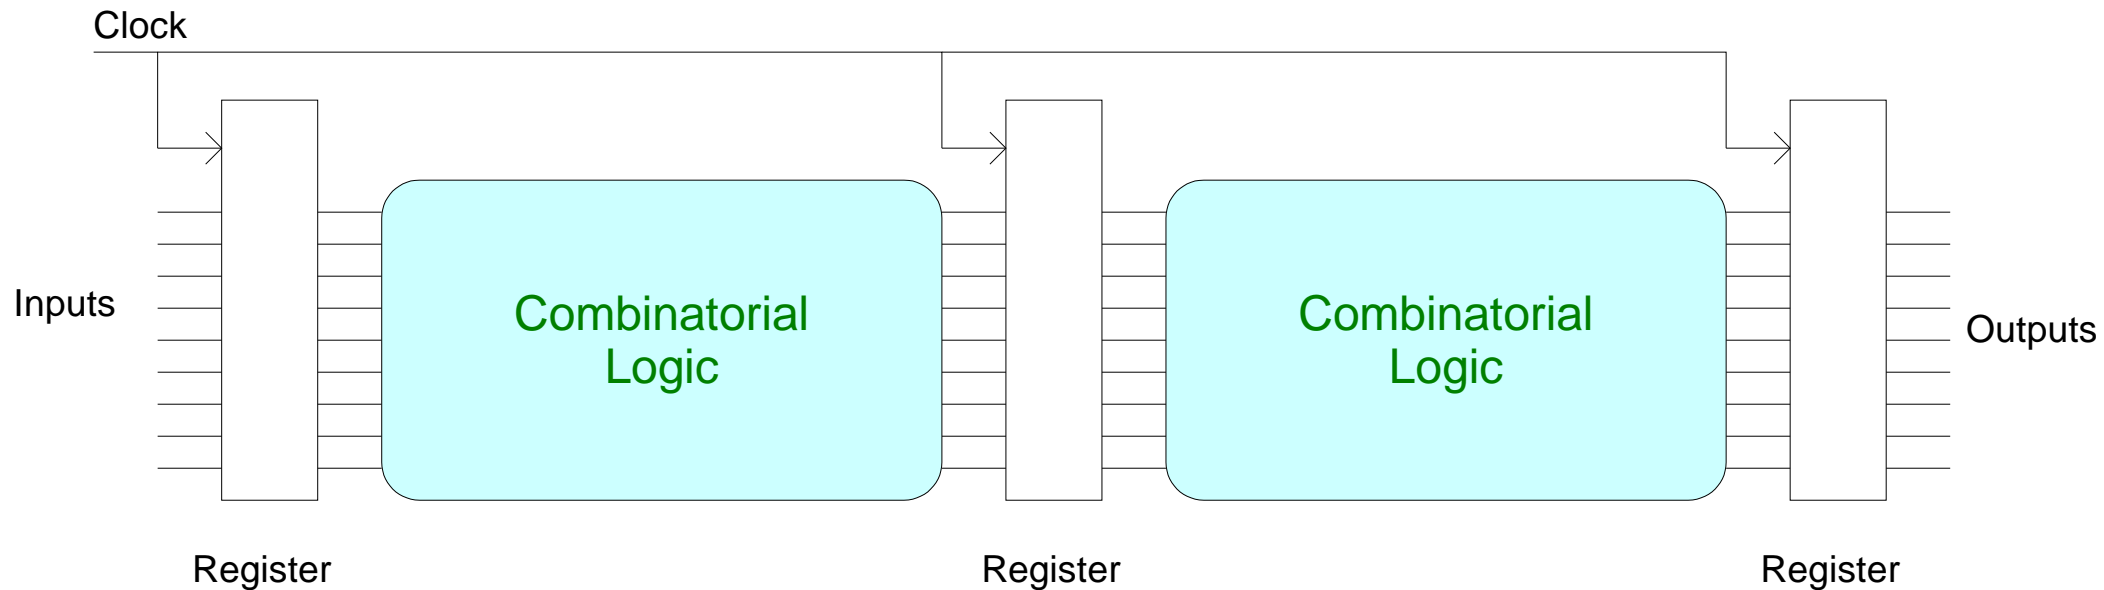 Clock
Inputs
Combinatorial
Logic
Combinatorial
Logic
Outputs
Register
Register
Register